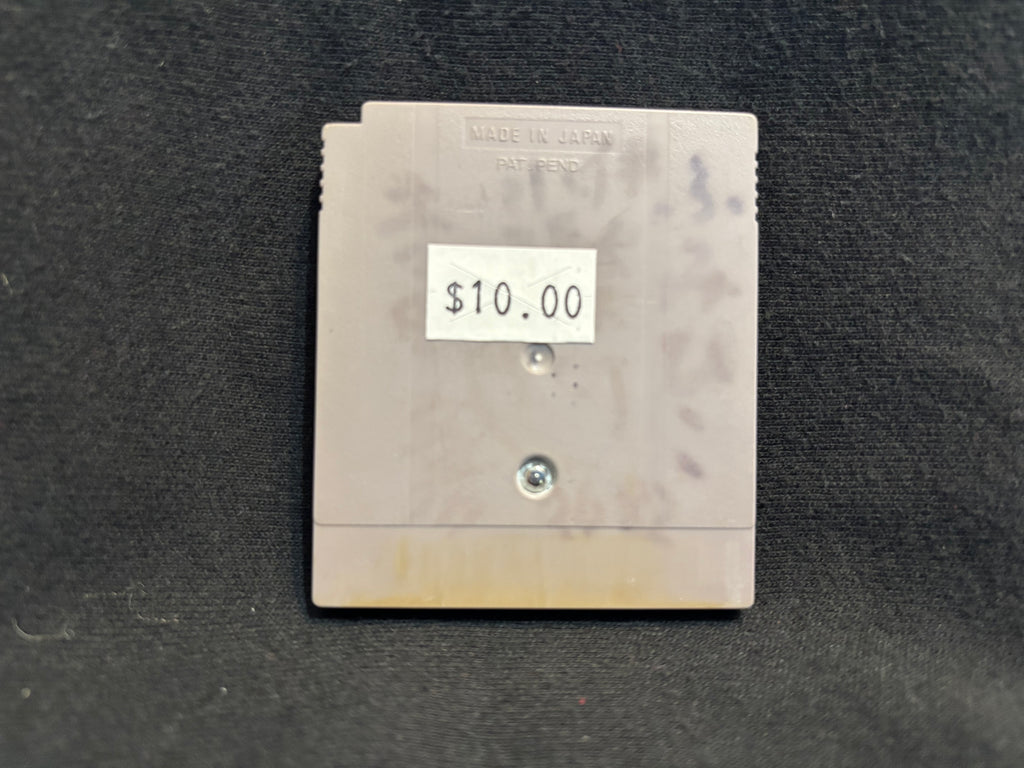 MADE IN JAPAN
PAT. PEND
$10.00